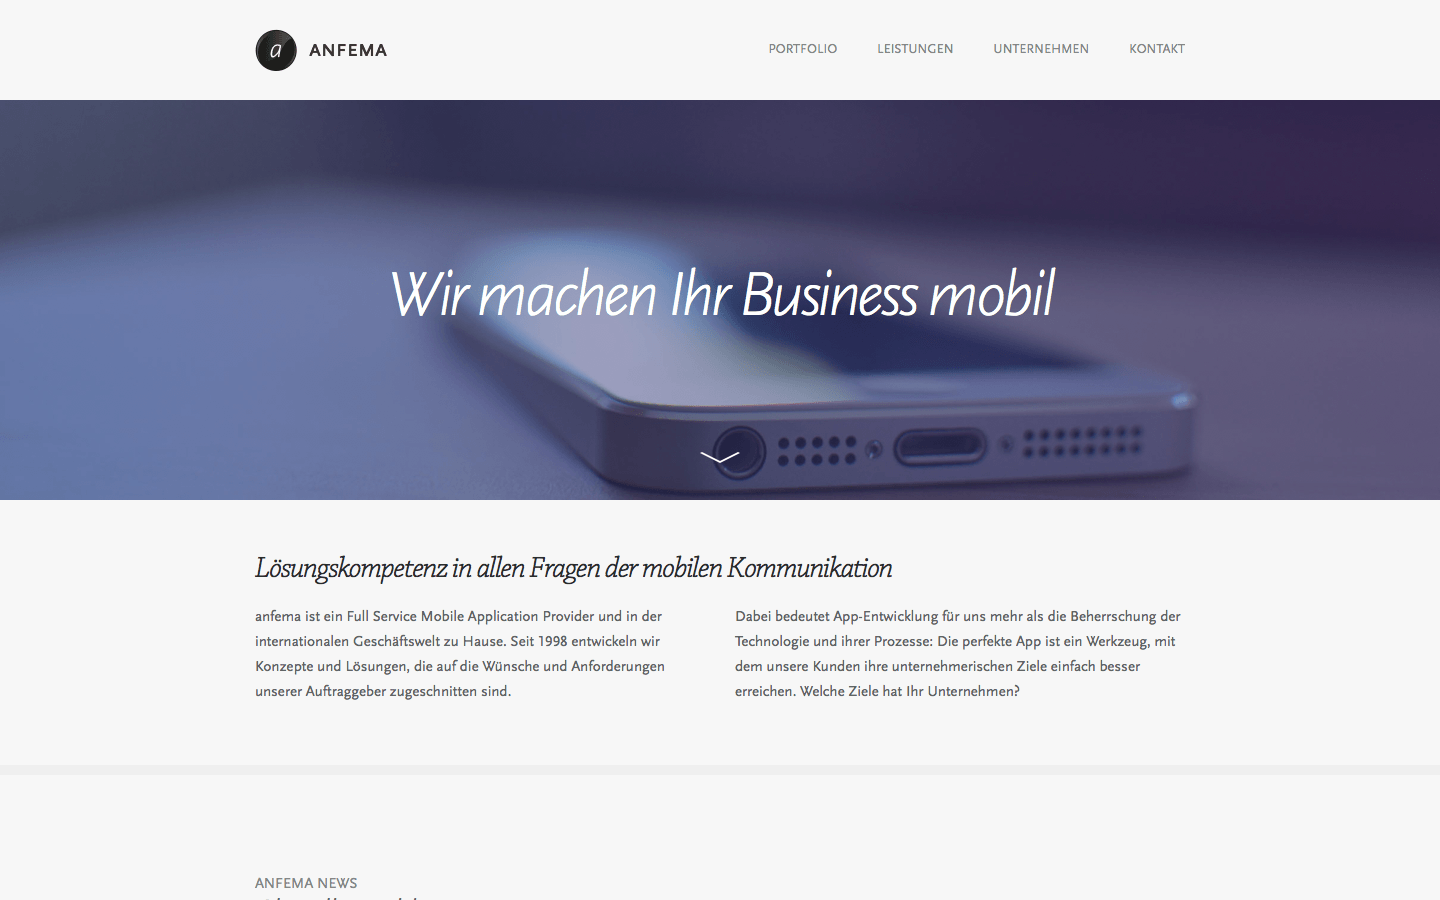 a ANFEMA
PORTFOLIO LEISTUNGEN UNTERNEHMEN KONTAKT
Wir machen Ihr Business mobil
Lösungskompetenz in allen Fragen der mobilen Kommunikation
anfema ist ein Full Service Mobile Application Provider und in der
internationalen Geschäftswelt zu Hause. Seit 1998 entwickeln wir
Konzepte und Lösungen, die auf die Wünsche und Anforderungen
unserer Auftraggeber zugeschnitten sind.
Dabei bedeutet App-Entwicklung für uns mehr als die Beherrschung der
Technologie und ihrer Prozesse: Die perfekte App ist ein Werkzeug, mit
dem unsere Kunden ihre unternehmerischen Ziele einfach besser
erreichen. Welche Ziele hat Ihr Unternehmen?
ANFEMA NEWS